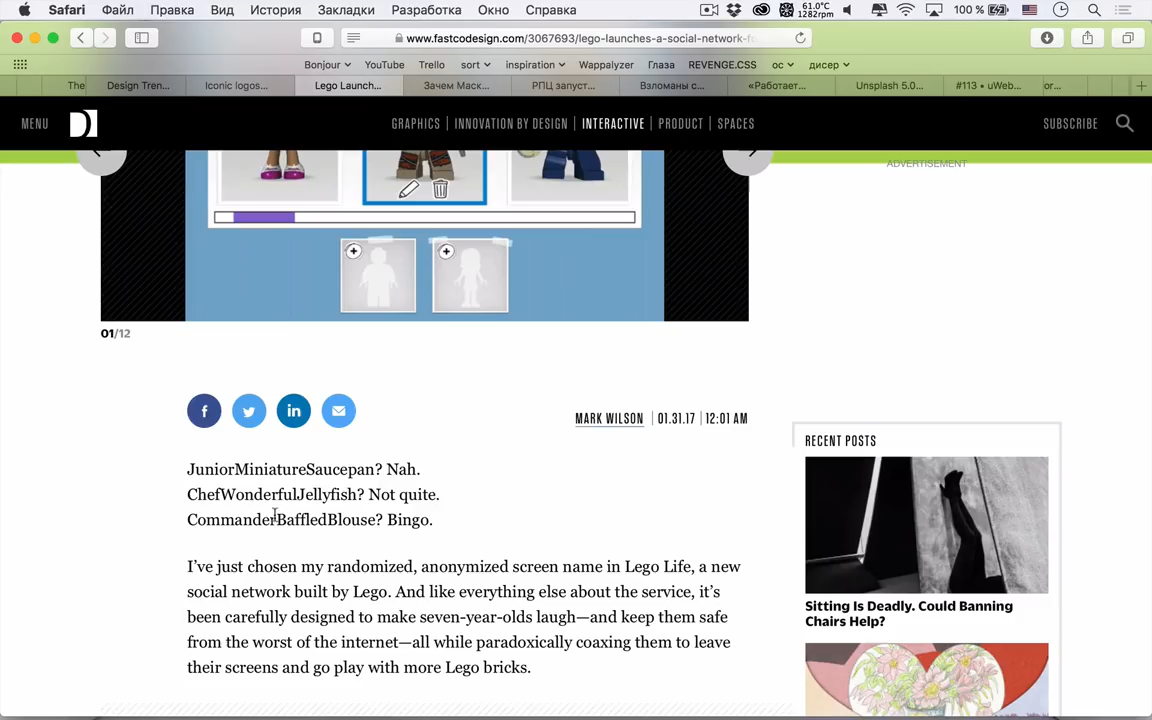 Safari Файл Правка Вид История Закладки Разработка Окно Справка 61.0°C 1282rpm 100 %
www.fastcodesign.com/3067693/lego-launches-a-social-network-f
Bonjour YouTube Trello sort inspiration Wappalyzer Глаза REVENGE.CSS ос дисер
The Design Tren... Iconic logos... Lego Launch... Зачем Маск... РПЦ запуст... Взломаны с... «Работает... Unsplash 5.0... #113 • uWeb... or...
MENU GRAPHICS | INNOVATION BY DESIGN | INTERACTIVE | PRODUCT | SPACES SUBSCRIBE
ADVERTISEMENT
01/12
MARK WILSON | 01.31.17 | 12:01 AM
JuniorMiniatureSaucepan? Nah.
ChefWonderfulJellyfish? Not quite.
CommanderBaffledBlouse? Bingo.
I’ve just chosen my randomized, anonymized screen name in Lego Life, a new
social network built by Lego. And like everything else about the service, it’s
been carefully designed to make seven-year-olds laugh—and keep them safe
from the worst of the internet—all while paradoxically coaxing them to leave
their screens and go play with more Lego bricks.
RECENT POSTS
Sitting Is Deadly. Could Banning
Chairs Help?